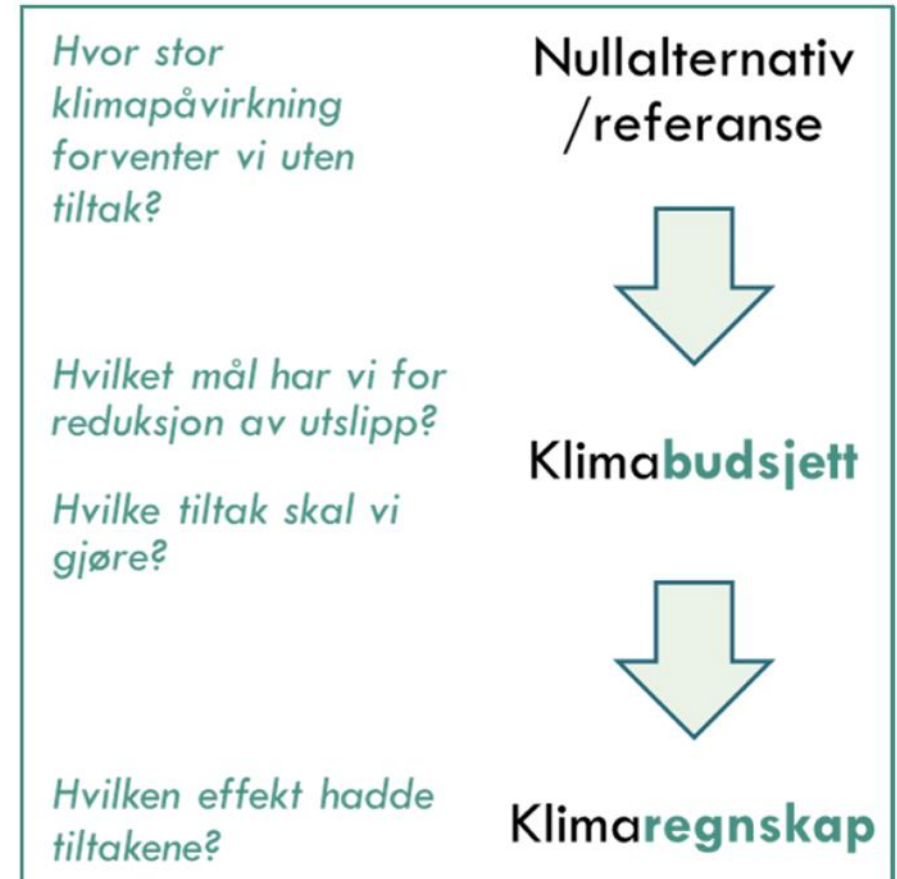 Hvor stor
klimapåvirkning
forventer vi uten
tiltak?
Nullalternativ
/referanse
Hvilket mål har vi for
reduksjon av utslipp?
Hvilke tiltak skal vi
gjøre?
Klimabudsjett
Hvilken effekt hadde
tiltakene?
Klimaregnskap